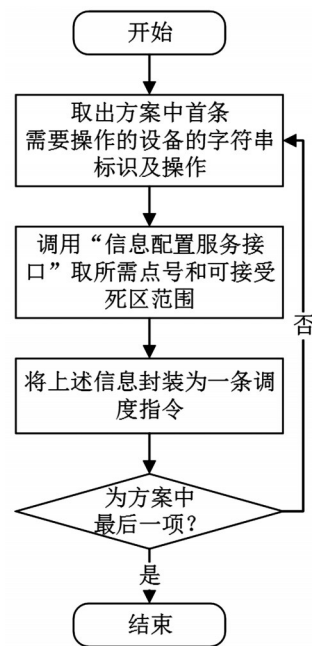 开始
取出方案中首条
需要操作的设备的字符串
标识及操作
调用“信息配置服务接
口”取所需点号和可接受
死区范围
否
将上述信息封装为一条调
度指令
为方案中
最后一项？
是
结束